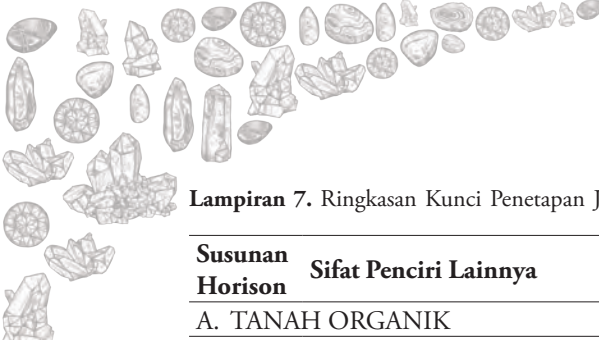 Lampiran 7. Ringkasan Kunci Penetapan J
Susunan
Horison
Sifat Penciri Lainnya
A. TANAH ORGANIK